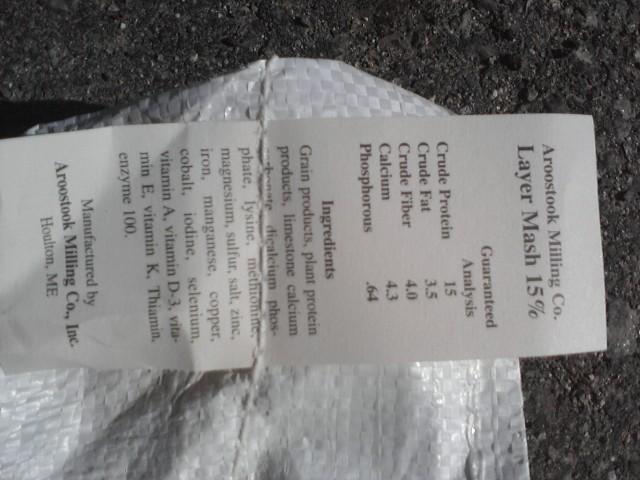 Aroostook Milling Co.
Layer Mash 15%
Guaranteed
Analysis
Crude Protein 15
Crude Fat 3.5
Crude Fiber 4.0
Calcium 4.3
Phosphorous .64
Ingredients
Grain products, plant protein
products, limestone calcium
carbonate, dicalcium phos-
phate, lysine, methionine,
magnesium, sulfur, salt, zinc,
iron, manganese, copper,
cobalt, iodine, selenium,
vitamin A, vitamin D-3, vita-
min E, vitamin K, Thiamin,
enzyme 100.
Manufactured by
Aroostook Milling Co., Inc.
Houlton, ME